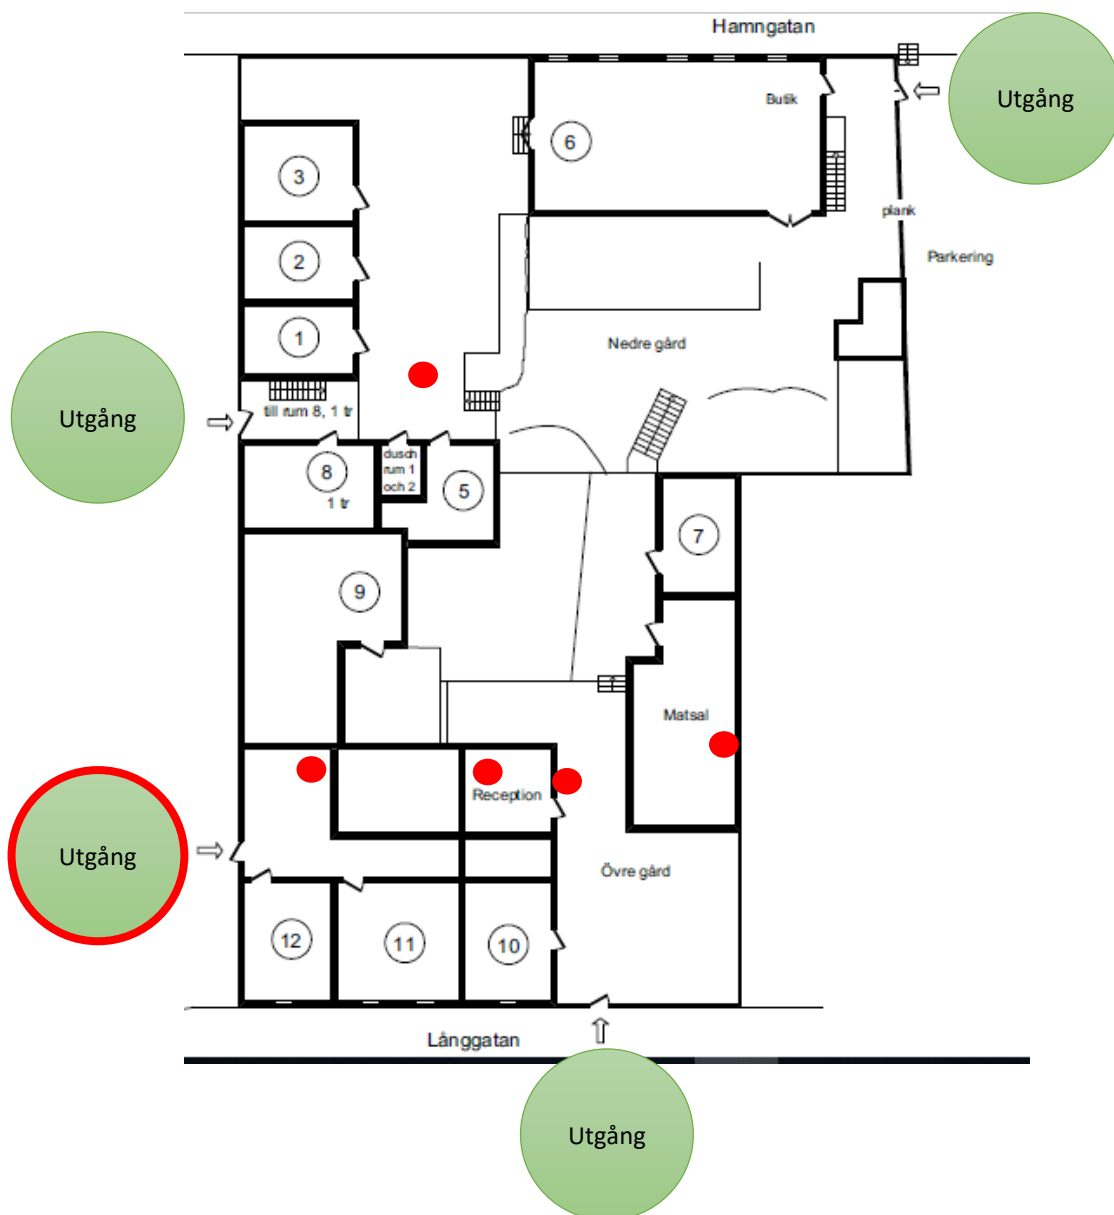 Hamngatan
Utgång
Butik
6
3
plank
2
Parkering
1
Nedre gård
Utgång
till rum 8, 1 tr
dusch
rum 1
och 2
8
1 tr
5
7
9
Matsal
Reception
Utgång
Övre gård
12
11
10
Långgatan
Utgång